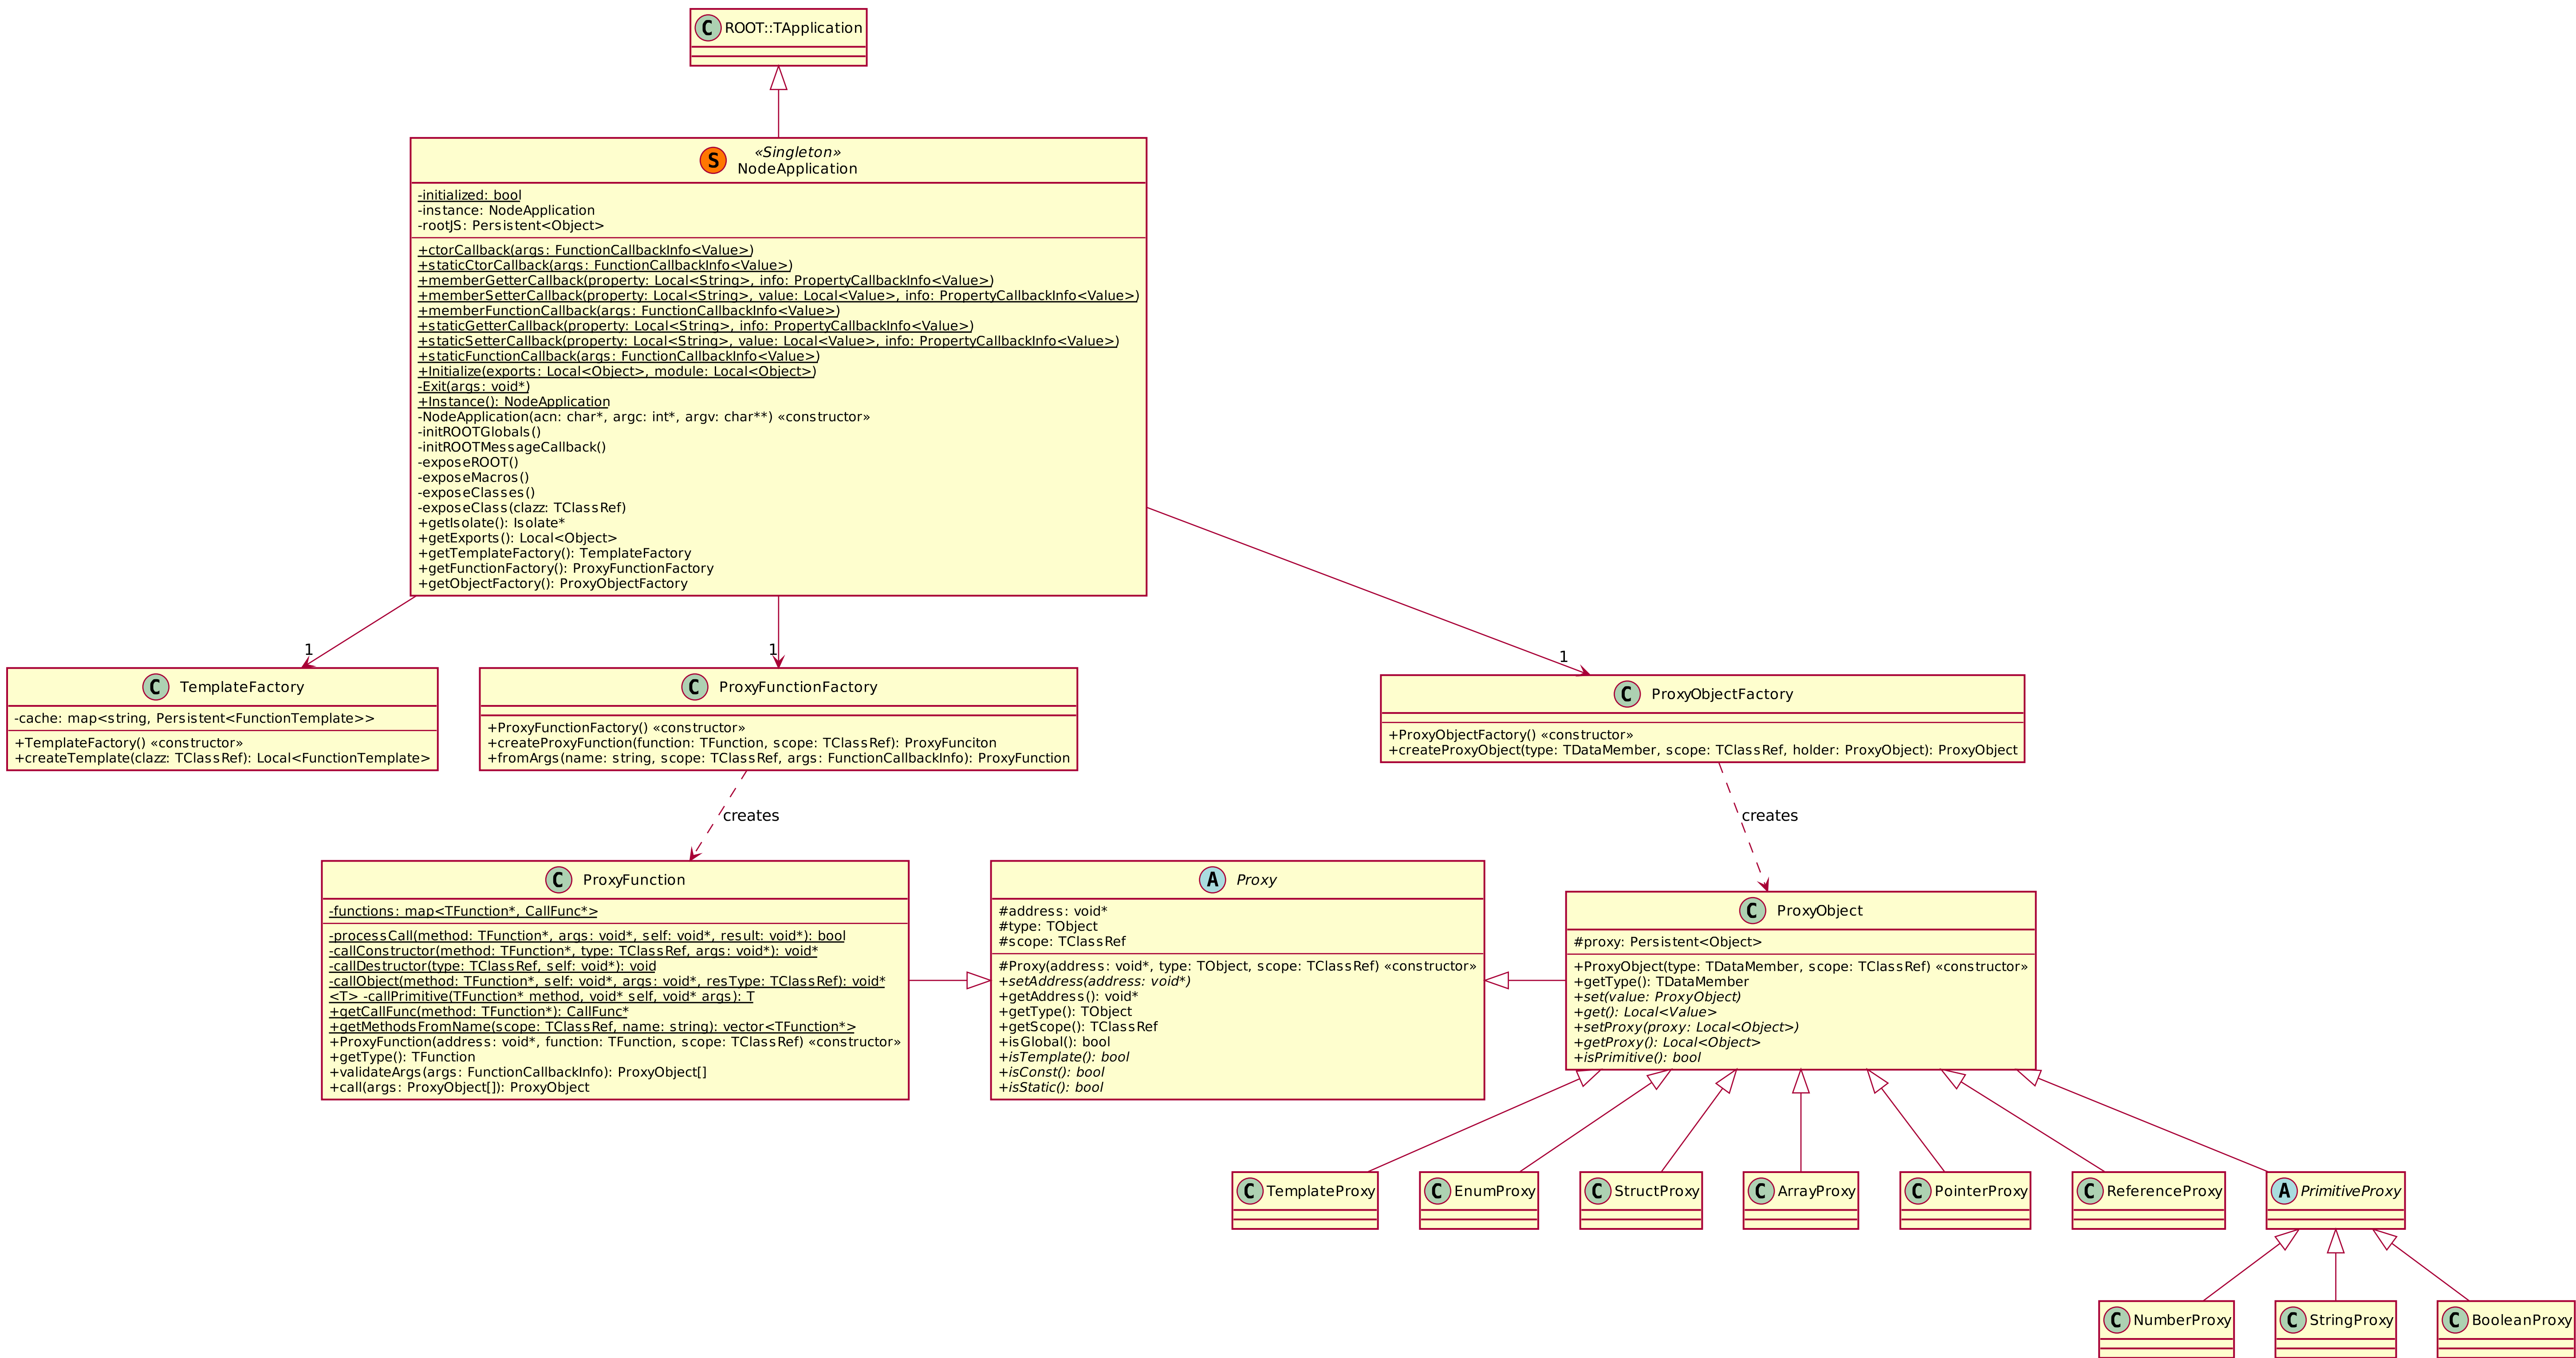 C ROOT::TApplication
«Singleton»
S NodeApplication
-initialized: bool
-instance: NodeApplication
-rootJS: Persistent<Object>
+ctorCallback(args: FunctionCallbackInfo<Value>)
+staticCtorCallback(args: FunctionCallbackInfo<Value>)
+memberGetterCallback(property: Local<String>, info: PropertyCallbackInfo<Value>)
+memberSetterCallback(property: Local<String>, value: Local<Value>, info: PropertyCallbackInfo<Value>)
+memberFunctionCallback(args: FunctionCallbackInfo<Value>)
+staticGetterCallback(property: Local<String>, info: PropertyCallbackInfo<Value>)
+staticSetterCallback(property: Local<String>, value: Local<Value>, info: PropertyCallbackInfo<Value>)
+staticFunctionCallback(args: FunctionCallbackInfo<Value>)
+Initialize(exports: Local<Object>, module: Local<Object>)
-Exit(args: void*)
+Instance(): NodeApplication
-NodeApplication(acn: char*, argc: int*, argv: char**) «constructor»
-initROOTGlobals()
-initROOTMessageCallback()
-exposeROOT()
-exposeMacros()
-exposeClasses()
-exposeClass(clazz: TClassRef)
+getIsolate(): Isolate*
+getExports(): Local<Object>
+getTemplateFactory(): TemplateFactory
+getFunctionFactory(): ProxyFunctionFactory
+getObjectFactory(): ProxyObjectFactory
1
1
1
C TemplateFactory
-cache: map<string, Persistent<FunctionTemplate>>
+TemplateFactory() «constructor»
+createTemplate(clazz: TClassRef): Local<FunctionTemplate>
C ProxyFunctionFactory
+ProxyFunctionFactory() «constructor»
+createProxyFunction(function: TFunction, scope: TClassRef): ProxyFunciton
+fromArgs(name: string, scope: TClassRef, args: FunctionCallbackInfo): ProxyFunction
C ProxyObjectFactory
+ProxyObjectFactory() «constructor»
+createProxyObject(type: TDataMember, scope: TClassRef, holder: ProxyObject): ProxyObject
creates
creates
C ProxyFunction
-functions: map<TFunction*, CallFunc*>
-processCall(method: TFunction*, args: void*, self: void*, result: void*): bool
-callConstructor(method: TFunction*, type: TClassRef, args: void*): void*
-callDestructor(type: TClassRef, self: void*): void
-callObject(method: TFunction*, self: void*, args: void*, resType: TClassRef): void*
<T> -callPrimitive(TFunction* method, void* self, void* args): T
+getCallFunc(method: TFunction*): CallFunc*
+getMethodsFromName(scope: TClassRef, name: string): vector<TFunction*>
+ProxyFunction(address: void*, function: TFunction, scope: TClassRef) «constructor»
+getType(): TFunction
+validateArgs(args: FunctionCallbackInfo): ProxyObject[]
+call(args: ProxyObject[]): ProxyObject
A Proxy
#address: void*
#type: TObject
#scope: TClassRef
#Proxy(address: void*, type: TObject, scope: TClassRef) «constructor»
+setAddress(address: void*)
+getAddress(): void*
+getType(): TObject
+getScope(): TClassRef
+isGlobal(): bool
+isTemplate(): bool
+isConst(): bool
+isStatic(): bool
C ProxyObject
#proxy: Persistent<Object>
+ProxyObject(type: TDataMember, scope: TClassRef) «constructor»
+getType(): TDataMember
+set(value: ProxyObject)
+get(): Local<Value>
+setProxy(proxy: Local<Object>)
+getProxy(): Local<Object>
+isPrimitive(): bool
C TemplateProxy
C EnumProxy
C StructProxy
C ArrayProxy
C PointerProxy
C ReferenceProxy
A PrimitiveProxy
C NumberProxy
C StringProxy
C BooleanProxy